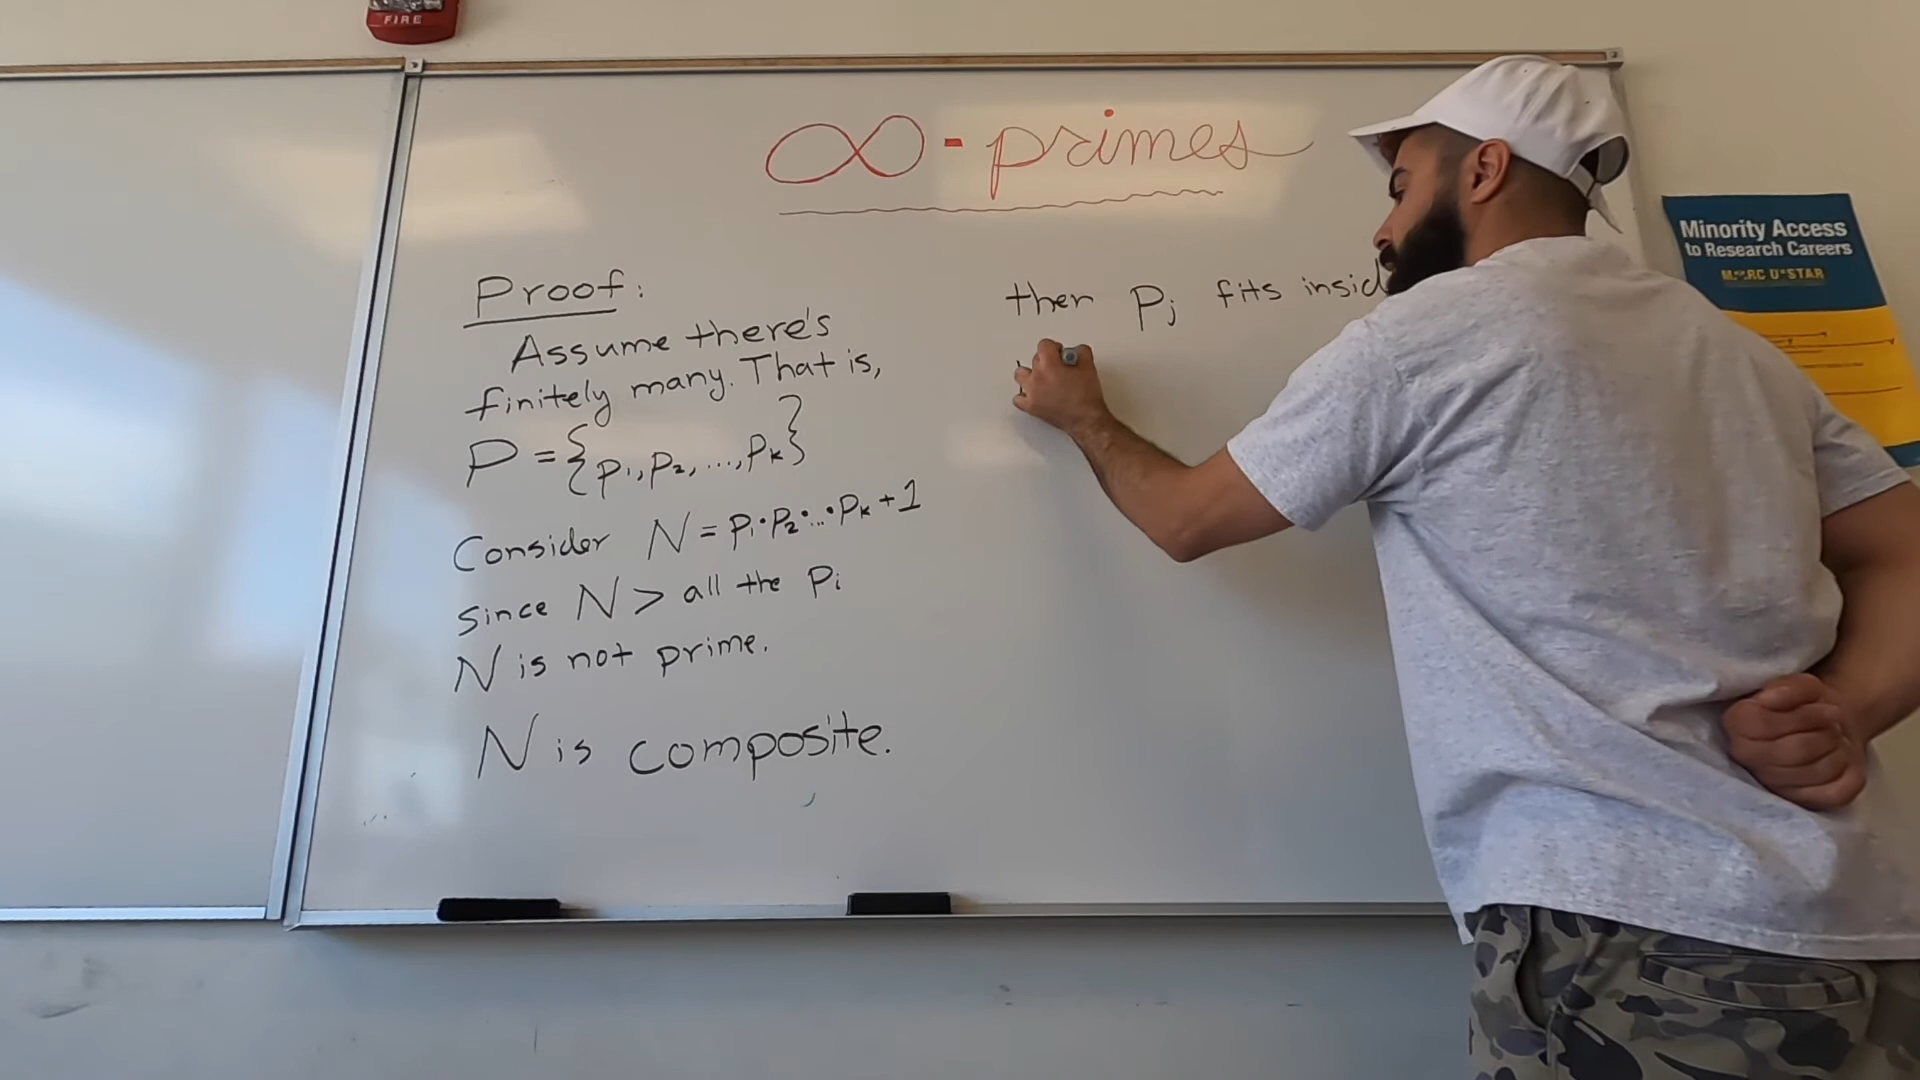 FIRE
∞ - primes
Proof:
Assume there's
finitely many. That is,
P = {p₁, p₂, ..., pₖ}
Consider N = p₁·p₂·...·pₖ+1
since N > all the pᵢ
N is not prime.
N is composite.
then pⱼ fits
Minority Access
to Research Careers
U*STAR